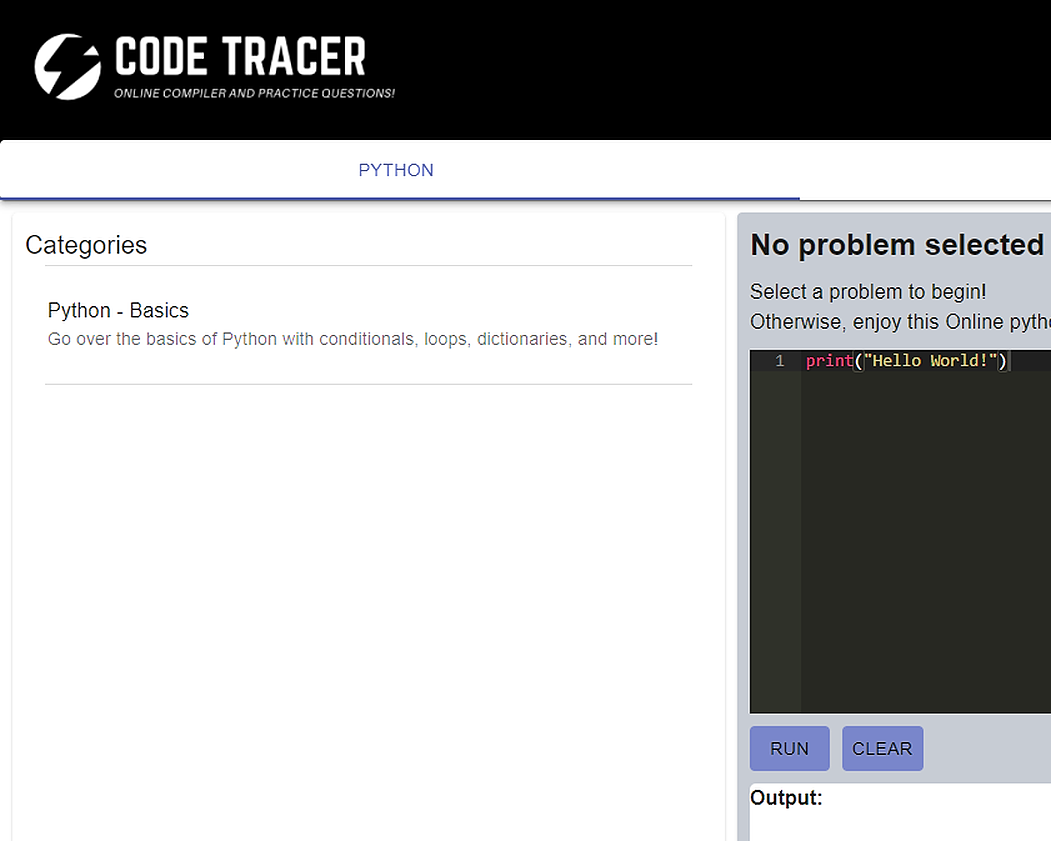 CODE TRACER
ONLINE COMPILER AND PRACTICE QUESTIONS!
PYTHON
Categories
Python - Basics
Go over the basics of Python with conditionals, loops, dictionaries, and more!
No problem selected
Select a problem to begin!
Otherwise, enjoy this Online
1 print("Hello World!")
RUN
CLEAR
Output: